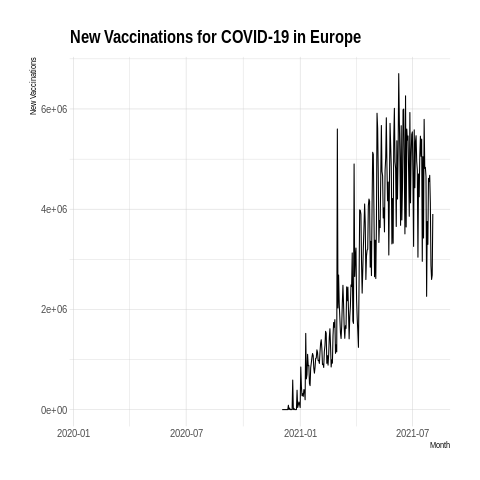 New Vaccinations for COVID-19 in Europe
New Vaccinations
6e+06
4e+06
2e+06
0e+00
2020-01 2020-07 2021-01 2021-07
Month